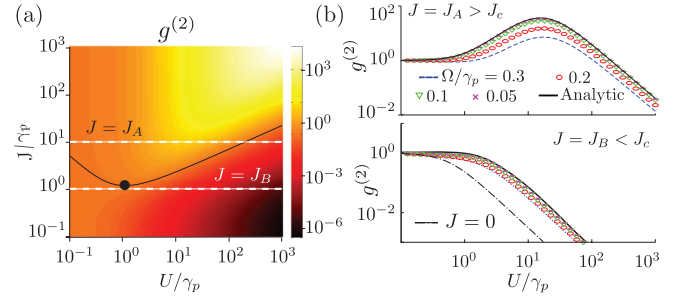 (a)
g^{(2)}
J/γ_p
10^3
10^2
10^1
10^0
10^{-1}
J = J_A
J = J_B
10^{-1} 10^0 10^1 10^2 10^3
U/γ_p
10^3
10^0
10^{-3}
10^{-6}
(b)
J = J_A > J_c
g^{(2)}
10^2
10^0
10^{-2}
Ω/γ_p = 0.3 0.2
0.1 0.05 Analytic
J = J_B < J_c
g^{(2)}
10^0
10^{-2}
J = 0
10^0 10^1 10^2 10^3
U/γ_p